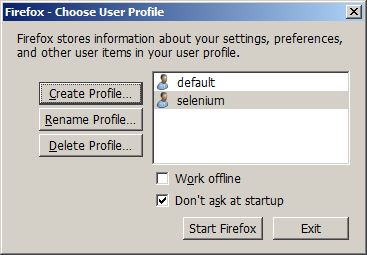 Firefox - Choose User Profile
Firefox stores information about your settings, preferences,
and other user items in your user profile.
Create Profile...
Rename Profile...
Delete Profile...
default
selenium
Work offline
Don't ask at startup
Start Firefox
Exit